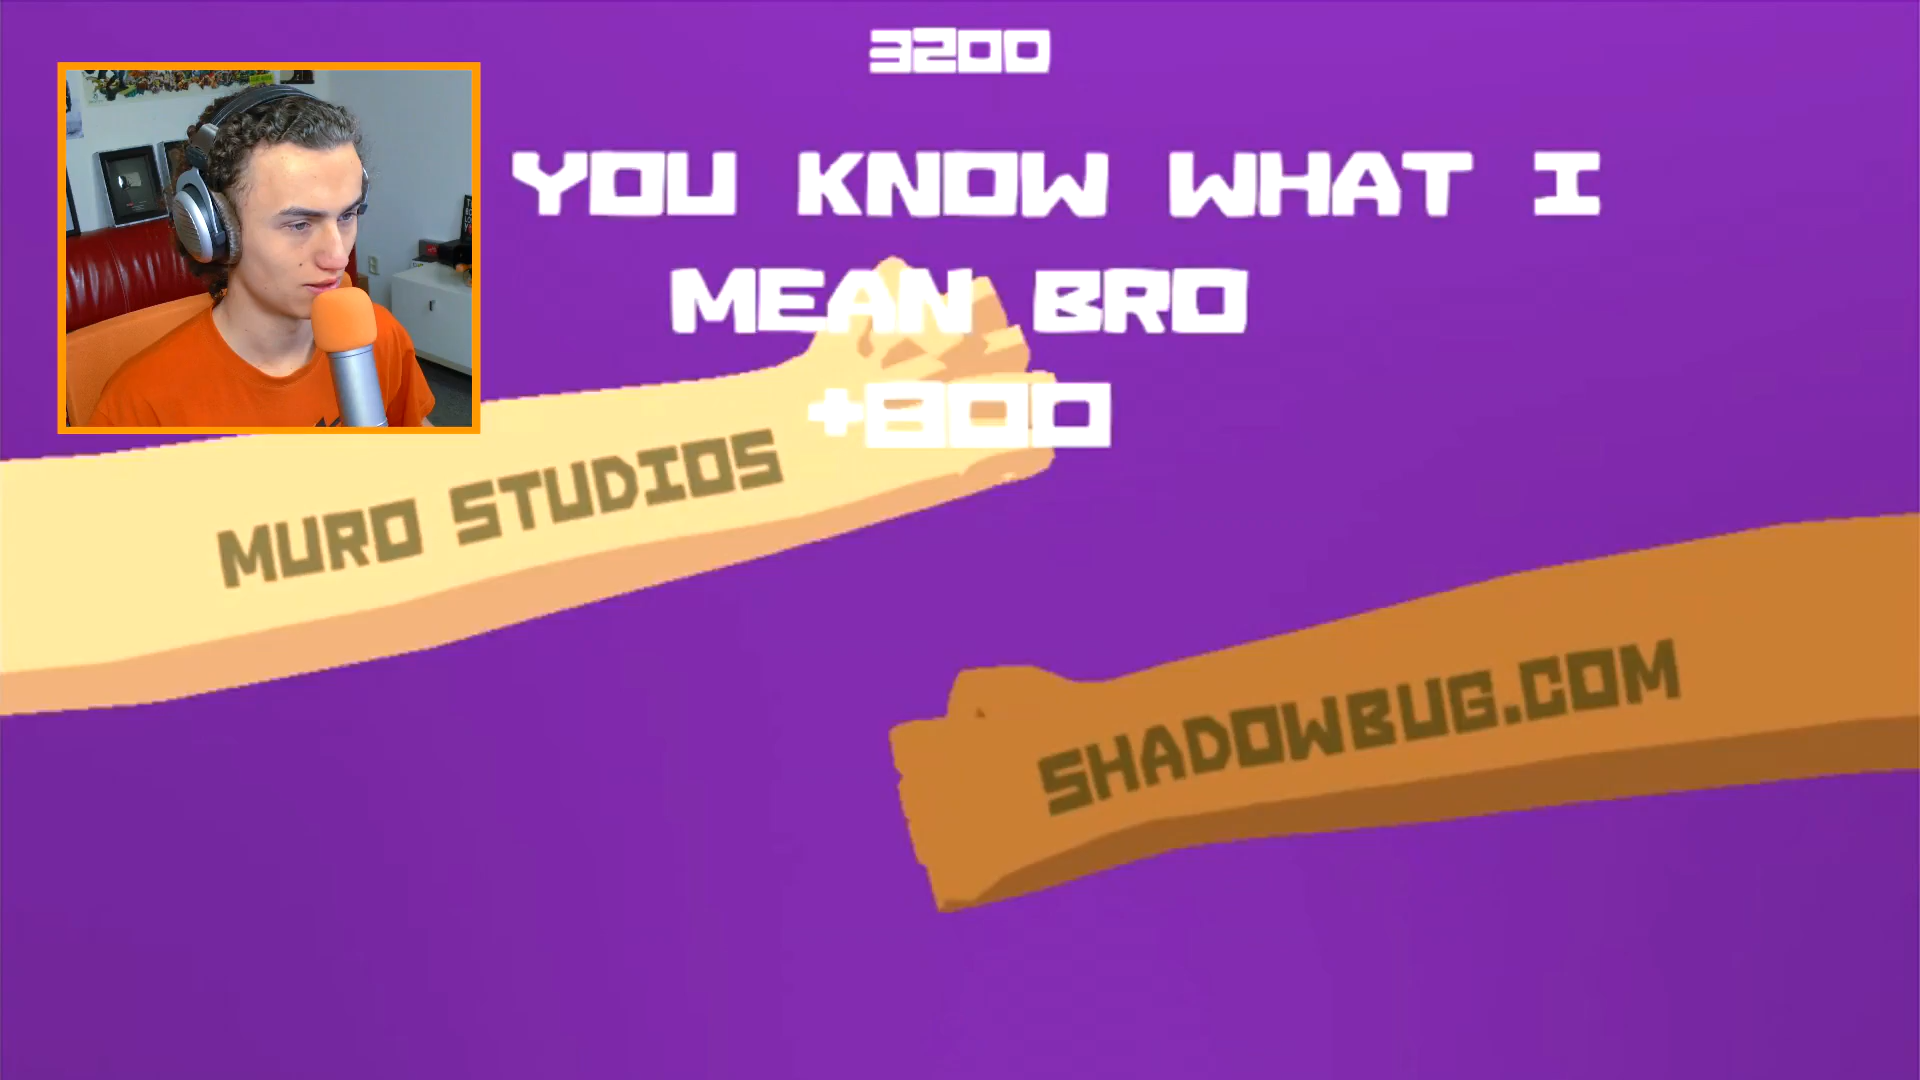 3200
YOU KNOW WHAT I
MEAN BRO
+800
MURO STUDIOS
SHADOWBUG.COM